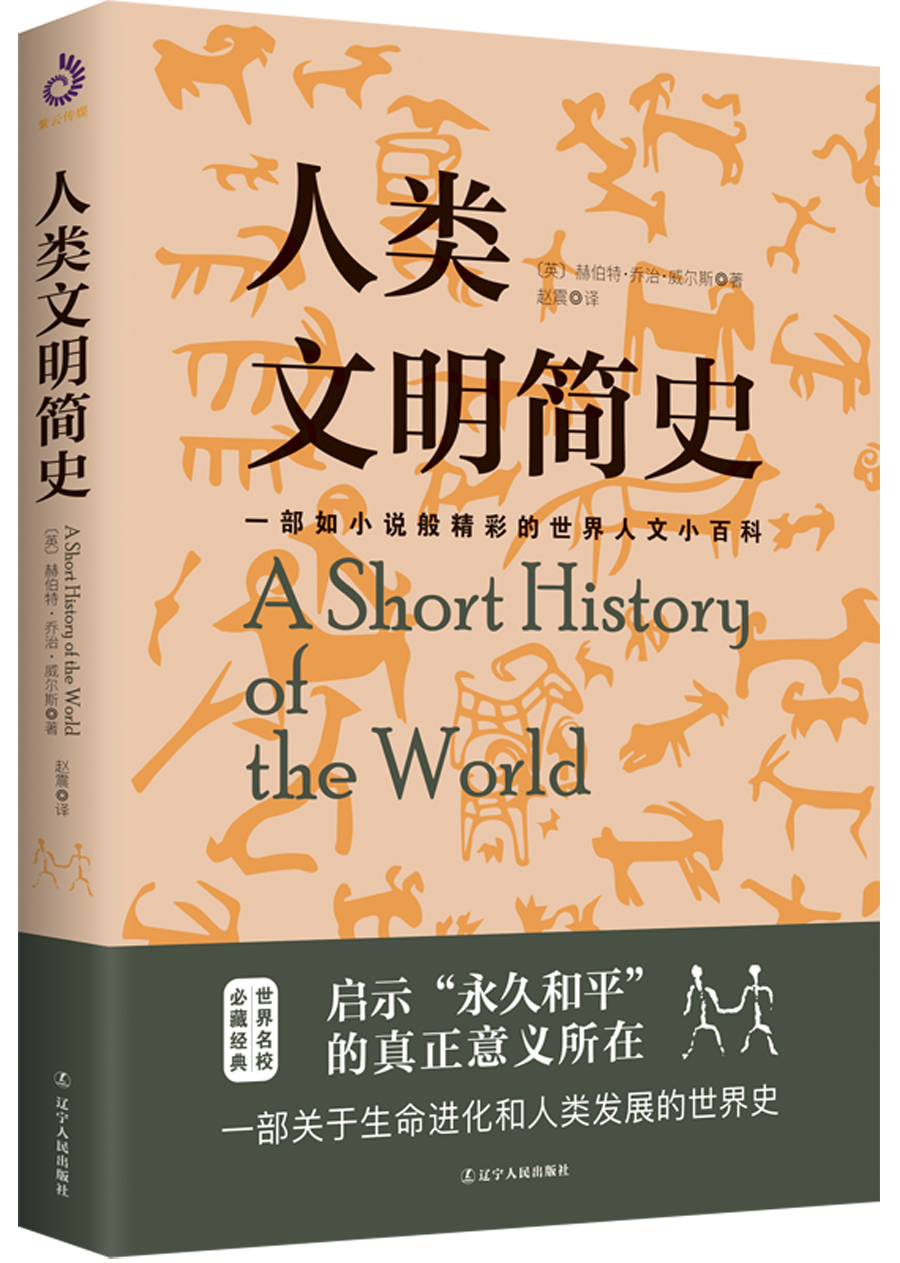 紫云传媒
人类文明简史
A Short History of the World
〔英〕赫伯特·乔治·威尔斯◎著
赵震◎译
辽宁人民出版社
人类
〔英〕赫伯特·乔治·威尔斯◎著
赵震◎译
文明简史
一部如小说般精彩的世界人文小百科
A Short History
of
the World
世界名校
必藏经典
启示“永久和平”
的真正意义所在
一部关于生命进化和人类发展的世界史
辽宁人民出版社